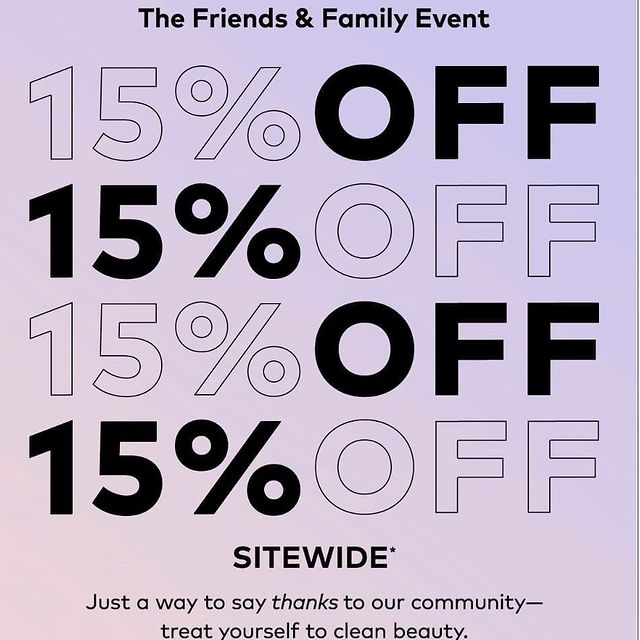 The Friends & Family Event
15% OFF
15% OFF
15% OFF
15% OFF
SITEWIDE*
Just a way to say thanks to our community—
treat yourself to clean beauty.